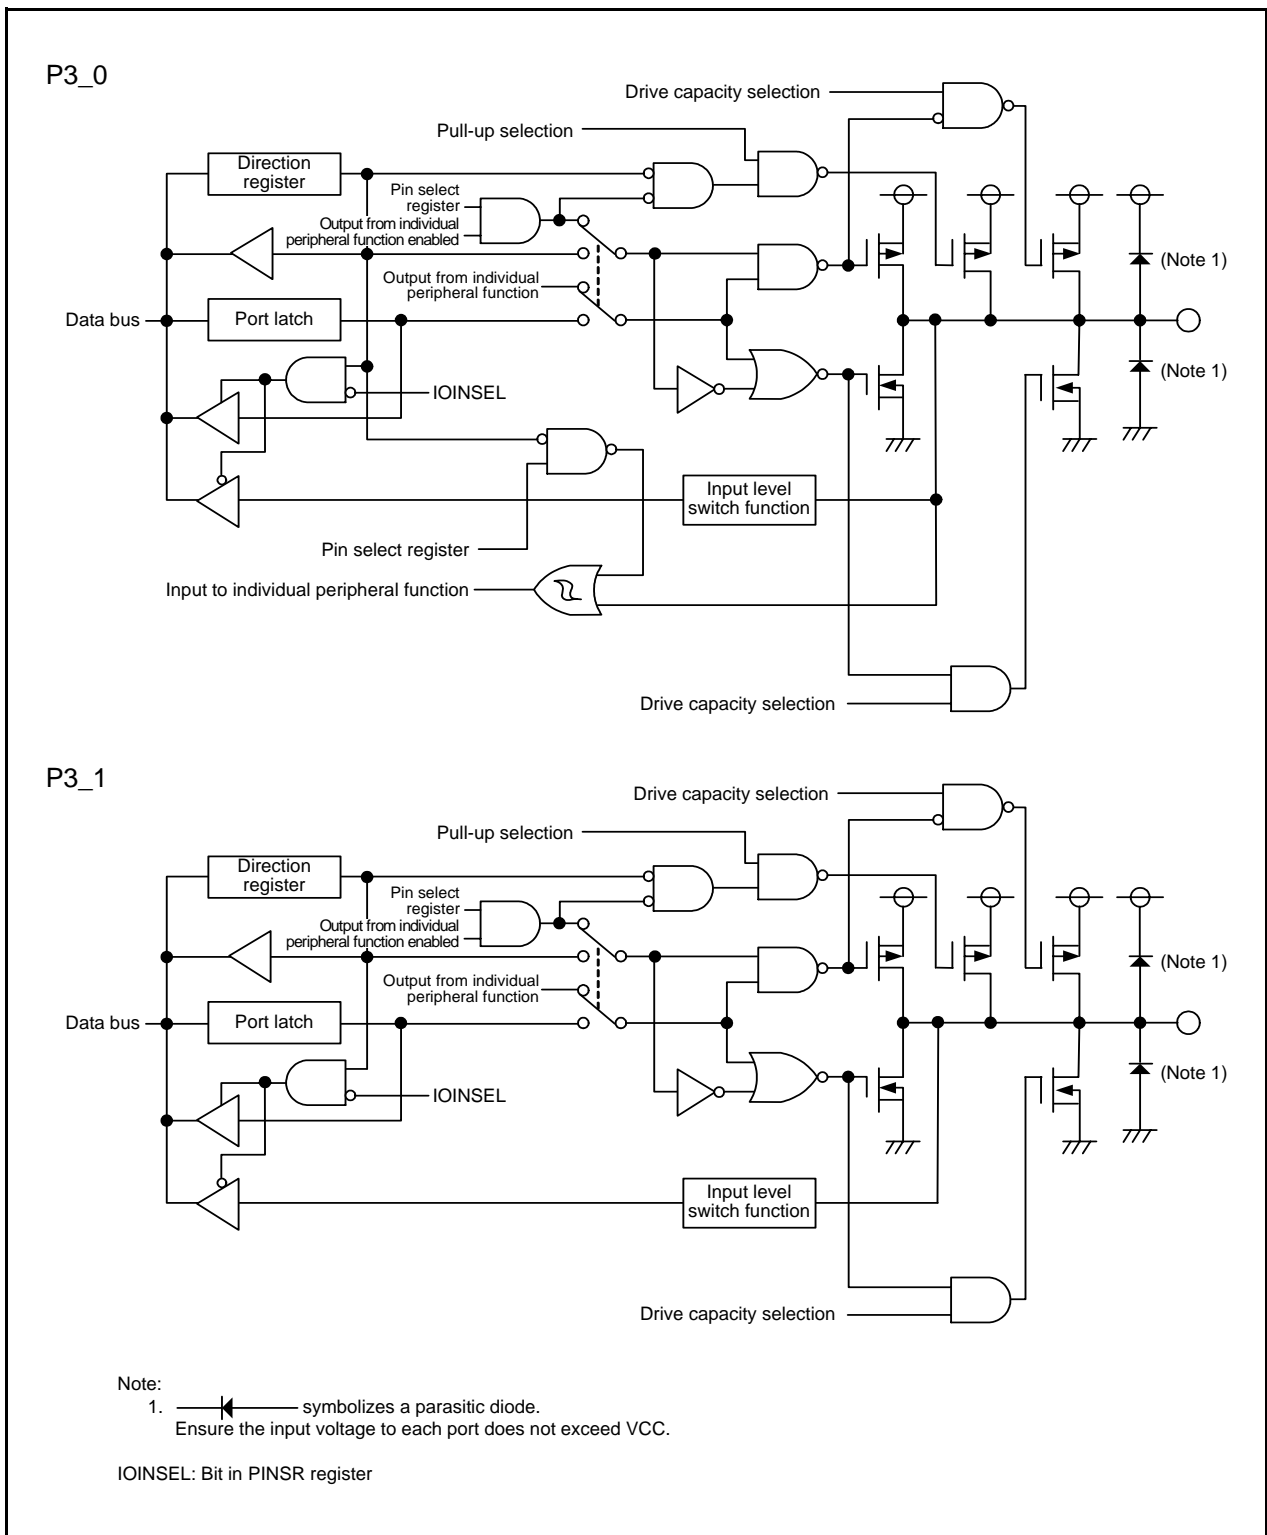 P3_0
Drive capacity selection
Pull-up selection
Direction
register
Pin select
register
Output from individual
peripheral function enabled
(Note 1)
Output from individual
peripheral function
Data bus
Port latch
(Note 1)
IOINSEL
Input level
switch function
Pin select register
Input to individual peripheral function
Drive capacity selection
P3_1
Drive capacity selection
Pull-up selection
Direction
register
Pin select
register
Output from individual
peripheral function enabled
(Note 1)
Output from individual
peripheral function
Data bus
Port latch
(Note 1)
IOINSEL
Input level
switch function
Drive capacity selection
Note:
1. symbolizes a parasitic diode.
Ensure the input voltage to each port does not exceed VCC.
IOINSEL: Bit in PINSR register